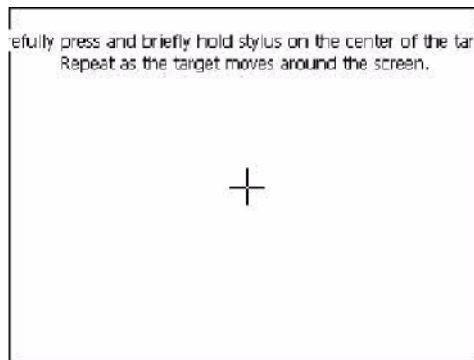 efully press and briefly hold stylus on the center of the tar
Repeat as the target moves around the screen.